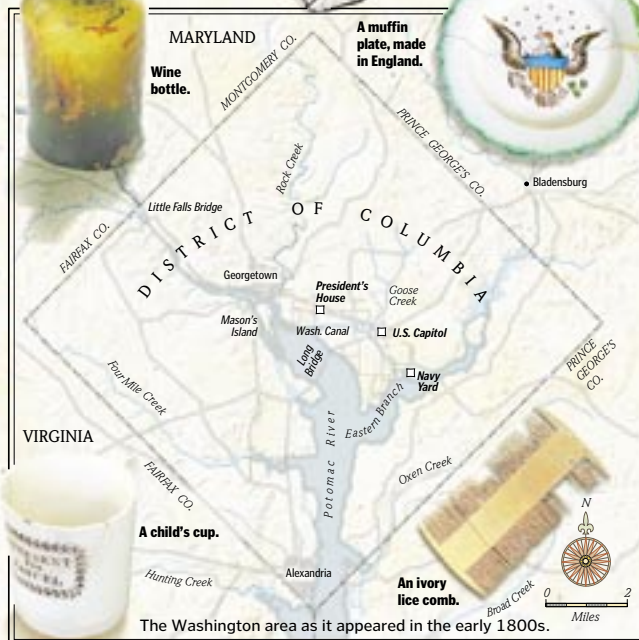 MARYLAND
Wine
bottle.
A muffin
plate, made
in England.
MONTGOMERY CO.
PRINCE GEORGE'S CO.
Bladensburg
Rock Creek
Little Falls Bridge
FAIRFAX CO.
DISTRICT OF COLUMBIA
Georgetown
President's
House
Goose
Creek
Mason's
Island
Wash. Canal
U.S. Capitol
Long
Bridge
Navy
Yard
PRINCE
GEORGE'S
CO.
Four Mile Creek
Eastern Branch
VIRGINIA
Potomac River
FAIRFAX CO.
Oxen Creek
A child's cup.
N
Alexandria
Hunting Creek
An ivory
lice comb.
Broad Creek
0 2
Miles
The Washington area as it appeared in the early 1800s.